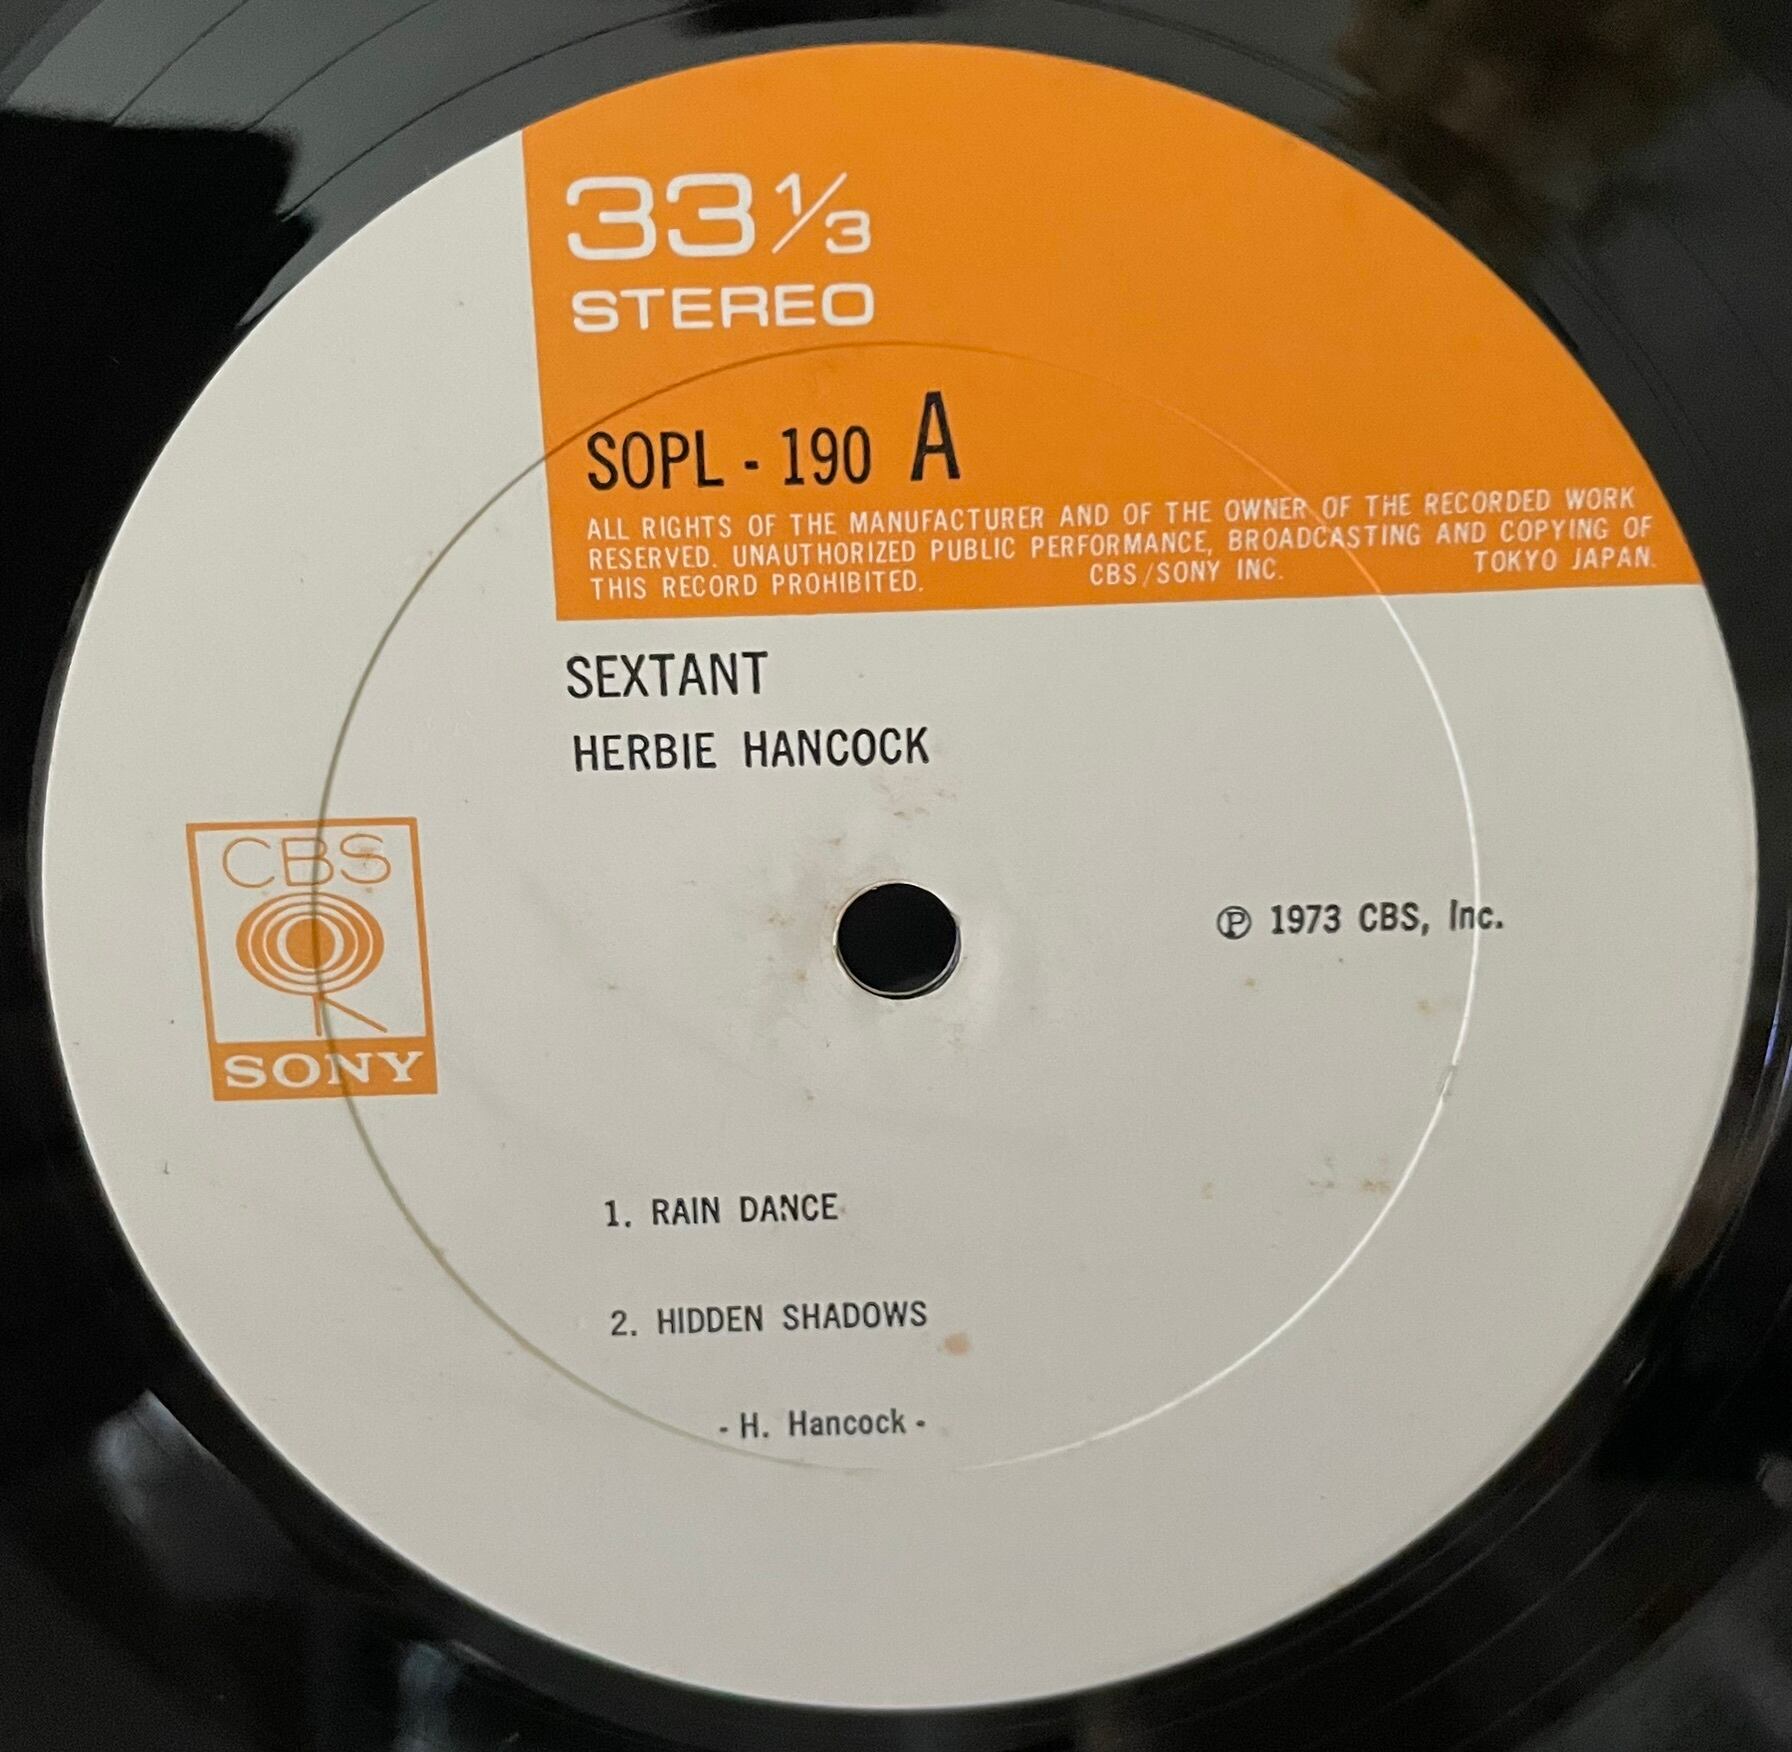 33 1/3
STEREO
SOPL - 190 A
ALL RIGHTS OF THE MANUFACTURER AND OF THE OWNER OF THE RECORDED WORK
RESERVED. UNAUTHORIZED PUBLIC PERFORMANCE, BROADCASTING AND COPYING OF
THIS RECORD PROHIBITED. CBS/SONY INC. TOKYO JAPAN.
SEXTANT
HERBIE HANCOCK
CBS
SONY
℗ 1973 CBS, Inc.
1. RAIN DANCE
2. HIDDEN SHADOWS
- H. Hancock -